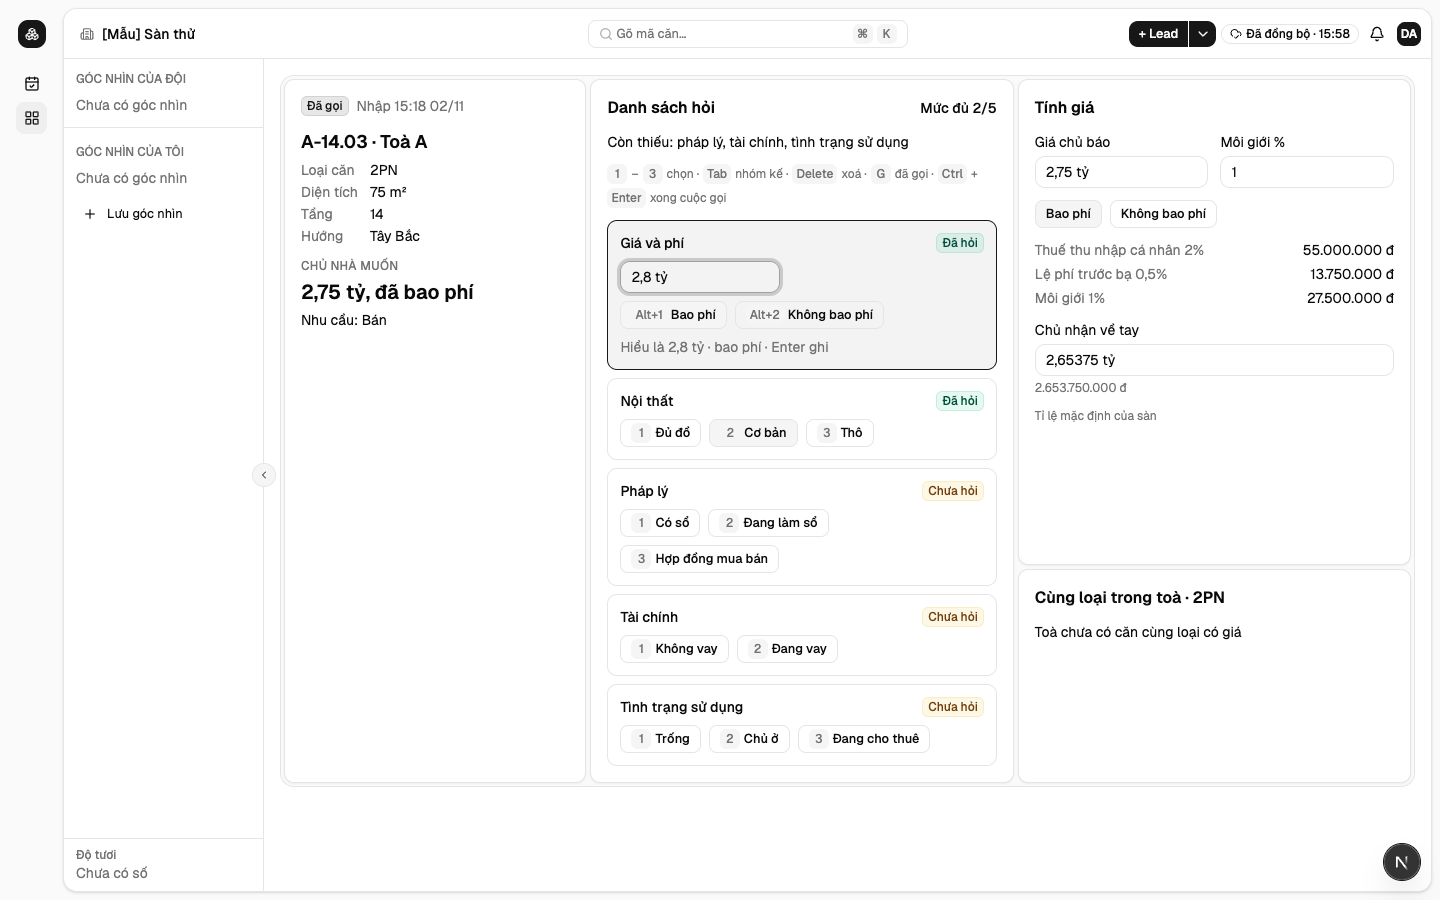 [Mẫu] Sàn thử
Gõ mã căn...
⌘ K
+ Lead
Đã đồng bộ · 15:58
DA
GÓC NHÌN CỦA ĐỘI
Chưa có góc nhìn
GÓC NHÌN CỦA TÔI
Chưa có góc nhìn
Lưu góc nhìn
Độ tươi
Chưa có số
Đã gọi Nhập 15:18 02/11
A-14.03 · Toà A
Loại căn 2PN
Diện tích 75 m²
Tầng 14
Hướng Tây Bắc
CHỦ NHÀ MUỐN
2,75 tỷ, đã bao phí
Nhu cầu: Bán
Danh sách hỏi Mức đủ 2/5
Còn thiếu: pháp lý, tài chính, tình trạng sử dụng
1 – 3 chọn · Tab nhóm kế · Delete xoá · G đã gọi · Ctrl +
Enter xong cuộc gọi
Giá và phí Đã hỏi
2,8 tỷ
Alt+1 Bao phí Alt+2 Không bao phí
Hiểu là 2,8 tỷ · bao phí · Enter ghi
Nội thất Đã hỏi
1 Đủ đồ 2 Cơ bản 3 Thô
Pháp lý Chưa hỏi
1 Có sổ 2 Đang làm sổ
3 Hợp đồng mua bán
Tài chính Chưa hỏi
1 Không vay 2 Đang vay
Tình trạng sử dụng Chưa hỏi
1 Trống 2 Chủ ở 3 Đang cho thuê
Tính giá
Giá chủ báo Môi giới %
2,75 tỷ 1
Bao phí Không bao phí
Thuế thu nhập cá nhân 2% 55.000.000 đ
Lệ phí trước bạ 0,5% 13.750.000 đ
Môi giới 1% 27.500.000 đ
Chủ nhận về tay
2,65375 tỷ
2.653.750.000 đ
Tỉ lệ mặc định của sàn
Cùng loại trong toà · 2PN
Toà chưa có căn cùng loại có giá
N